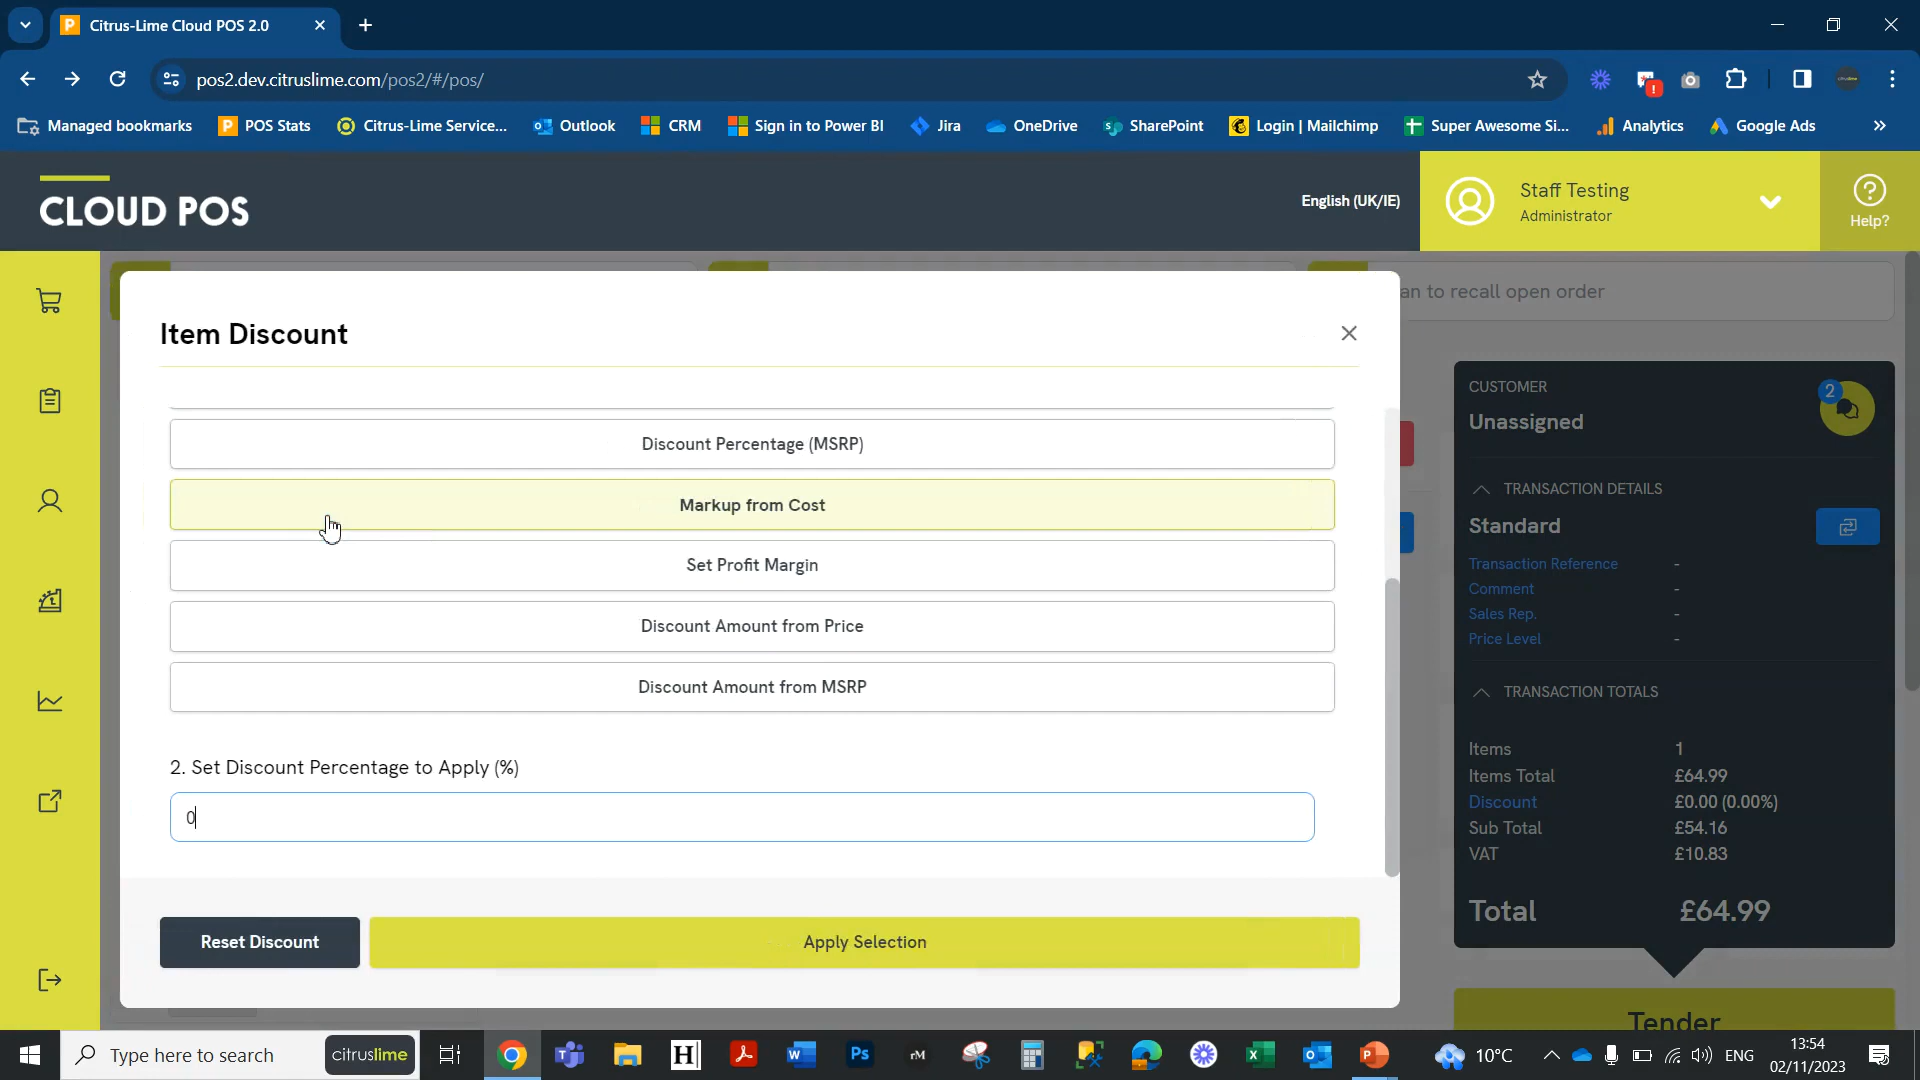 Citrus-Lime Cloud POS 2.0
pos2.dev.citruslime.com/pos2/#/pos/
Managed bookmarks
POS Stats
Citrus-Lime Service...
Outlook
CRM
Sign in to Power BI
Jira
OneDrive
SharePoint
Login | Mailchimp
Super Awesome Si...
Analytics
Google Ads
CLOUD POS
English (UK/IE)
Staff Testing
Administrator
Help?
an to recall open order
Item Discount
Discount Percentage (MSRP)
Markup from Cost
Set Profit Margin
Discount Amount from Price
Discount Amount from MSRP
2. Set Discount Percentage to Apply (%)
0
Reset Discount
Apply Selection
CUSTOMER
Unassigned
2
TRANSACTION DETAILS
Standard
Transaction Reference -
Comment -
Sales Rep. -
Price Level -
TRANSACTION TOTALS
Items 1
Items Total £64.99
Discount £0.00 (0.00%)
Sub Total £54.16
VAT £10.83
Total £64.99
Tender
Type here to search
citruslime
10°C
ENG
13:54
02/11/2023